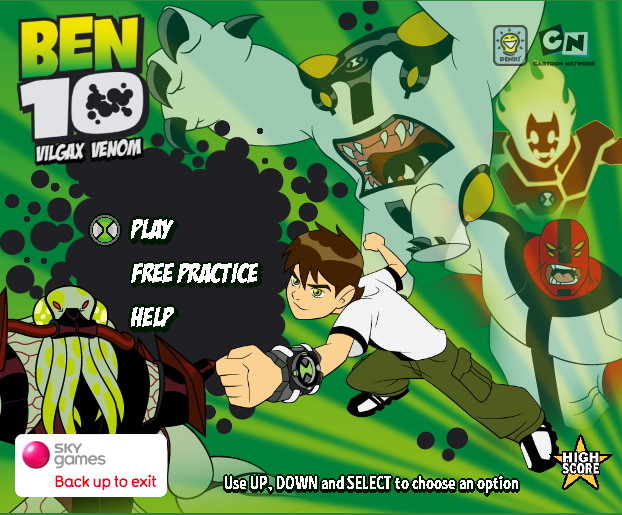 BEN
10
VILGAX VENOM
DENKI
CN
CARTOON NETWORK
PLAY
FREE PRACTICE
HELP
sky
games
Back up to exit
Use UP, DOWN and SELECT to choose an option
HIGH
SCORE